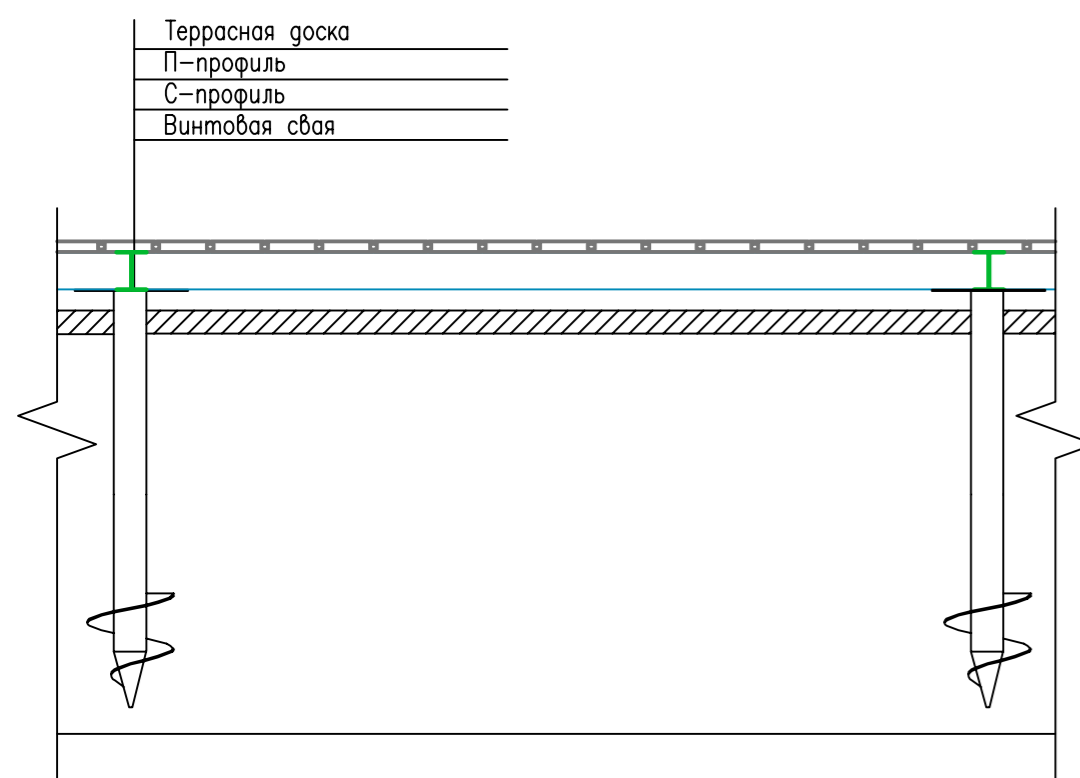 Террасная доска
П-профиль
С-профиль
Винтовая свая